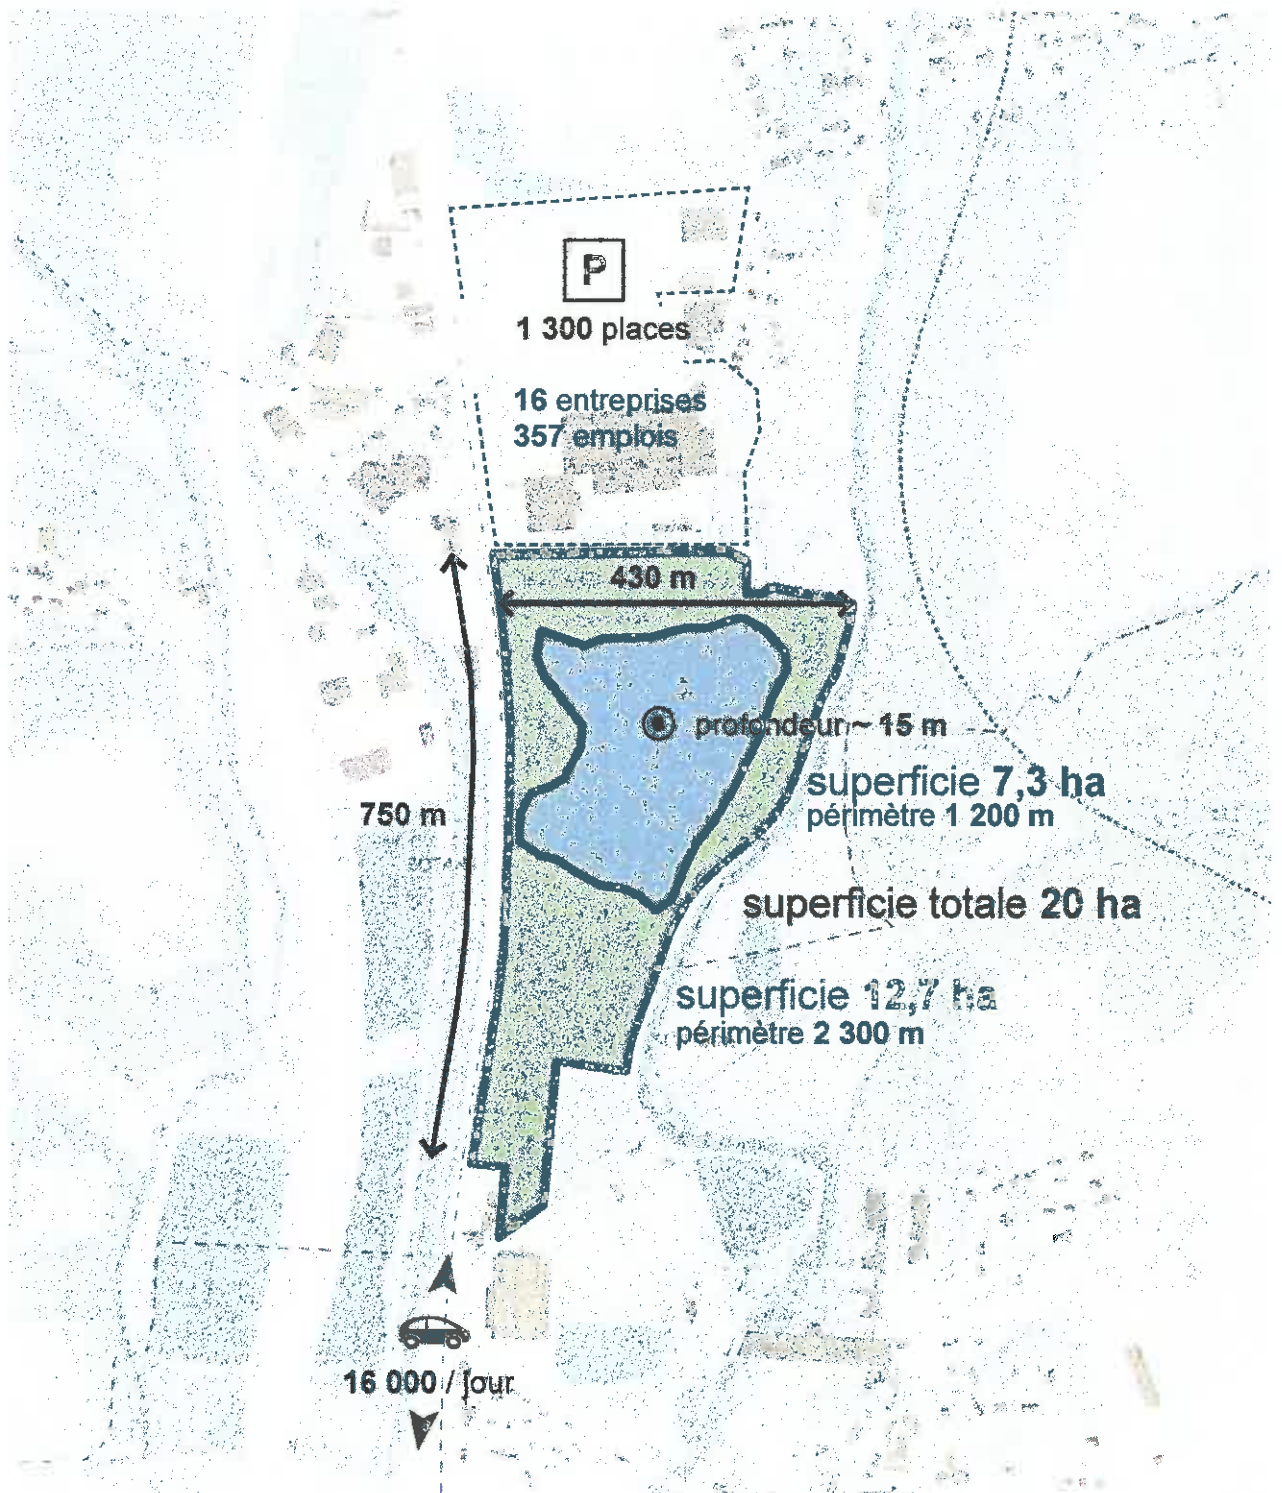 P
1 300 places
16 entreprises
357 emplois
430 m
profondeur ~ 15 m
superficie 7,3 ha
périmètre 1 200 m
750 m
superficie totale 20 ha
superficie 12,7 ha
périmètre 2 300 m
16 000 / jour